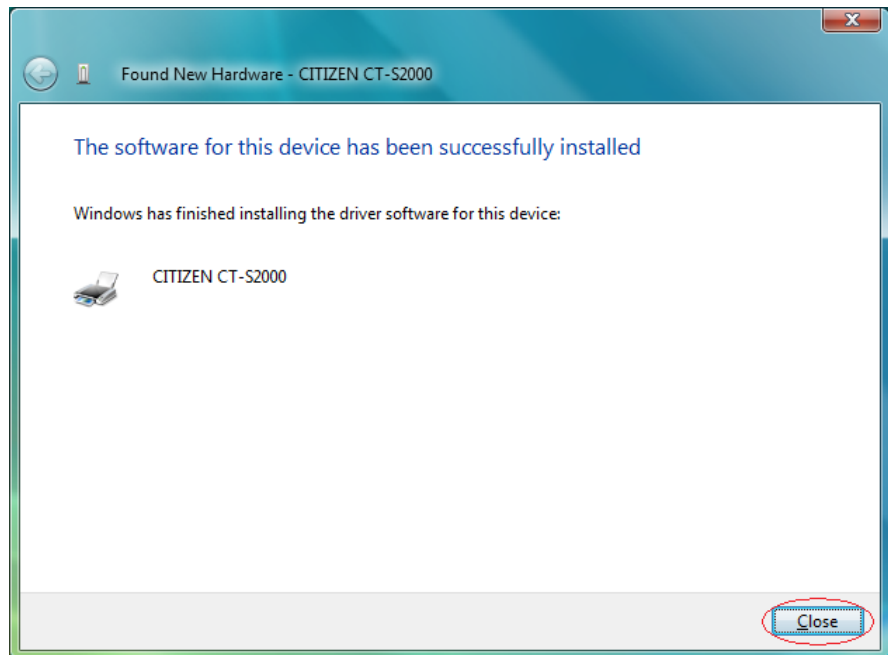 Found New Hardware - CITIZEN CT-S2000
The software for this device has been successfully installed
Windows has finished installing the driver software for this device:
CITIZEN CT-S2000
Close